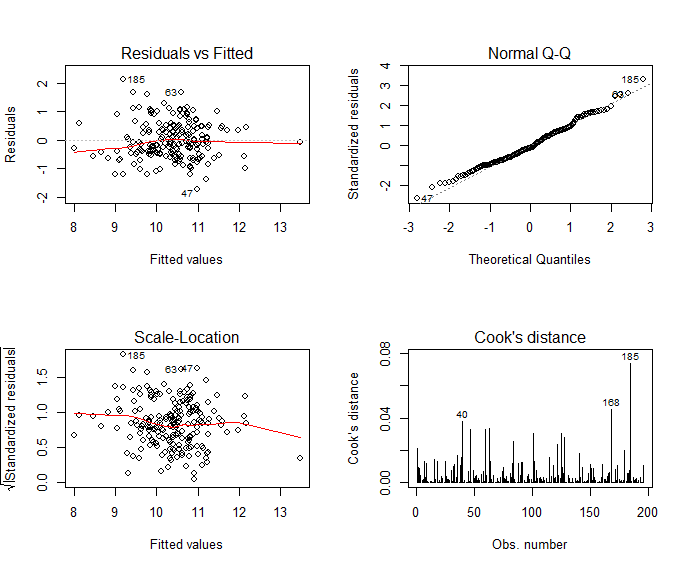 Residuals vs Fitted
Residuals
2
1
0
-1
-2
185
63
47
8 9 10 11 12 13
Fitted values
Normal Q-Q
Standardized residuals
4
3
2
1
0
-2
185
63
47
-3 -2 -1 0 1 2 3
Theoretical Quantiles
Scale-Location
√|Standardized residuals|
1.5
1.0
0.5
0.0
185
63 47
8 9 10 11 12 13
Fitted values
Cook's distance
Cook's distance
0.08
0.04
0.00
185
168
40
0 50 100 150 200
Obs. number